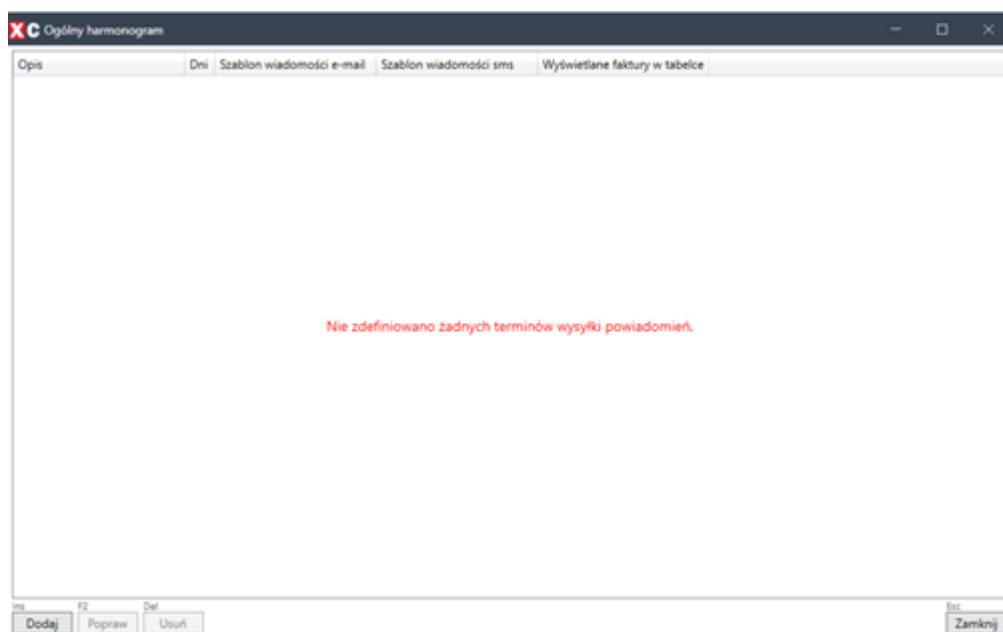 XC Ogólny harmonogram
Opis Dni Szablon wiadomości e-mail Szablon wiadomości sms Wyświetlane faktury w tabelce
Nie zdefiniowano żadnych terminów wysyłki powiadomień.
Ins F2 Del Esc
Dodaj Popraw Usuń Zamknij